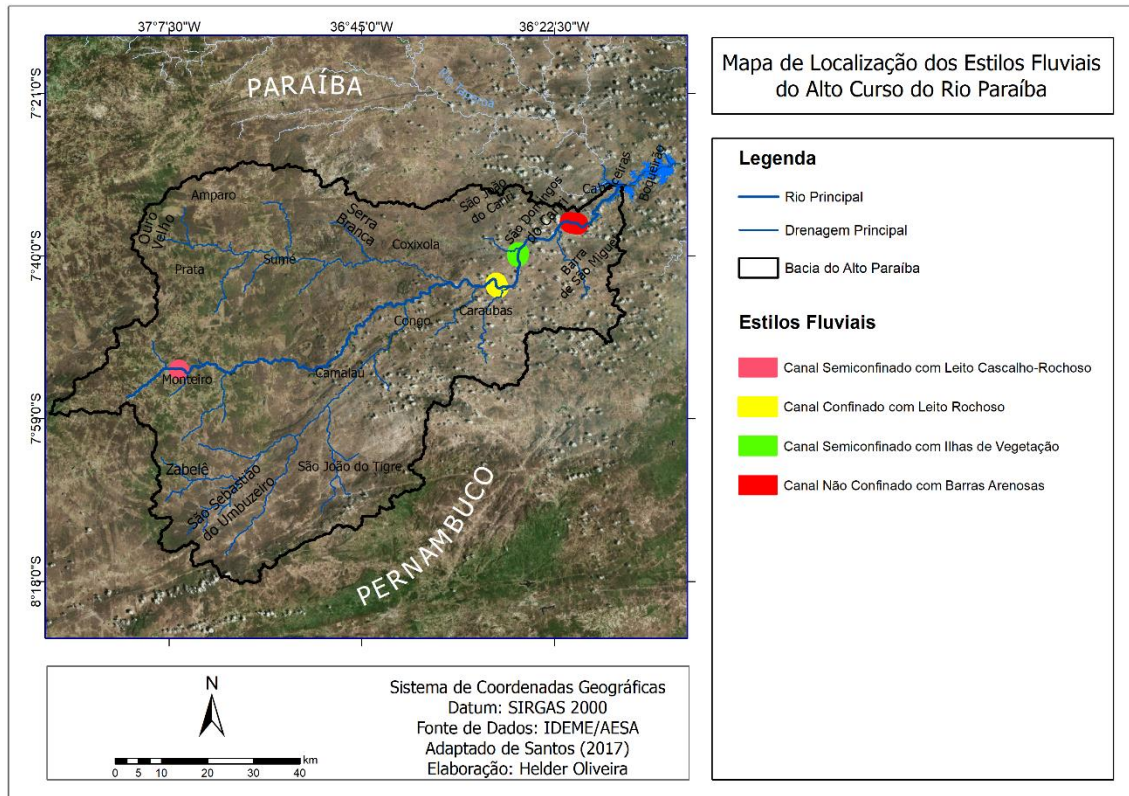 37°7'30"W
36°45'0"W
36°22'30"W
7°21'0"S
7°40'0"S
7°59'0"S
8°18'0"S
PARAÍBA
Amparo
Ouro
Velho
Prata
Sumé
Serra
Branca
Coxixola
São João
do Cariri
São Domingos
do Cariri
Boqueirão
Barra
de São Miguel
Caraubas
Congo
Camalaú
Monteiro
Zabelê
São Sebastião
do Umbuzeiro
São João do Tigre
PERNAMBUCO
Mapa de Localização dos Estilos Fluviais
do Alto Curso do Rio Paraíba
Legenda
Rio Principal
Drenagem Principal
Bacia do Alto Paraíba
Estilos Fluviais
Canal Semiconfinado com Leito Cascalho-Rochoso
Canal Confinado com Leito Rochoso
Canal Semiconfinado com Ilhas de Vegetação
Canal Não Confinado com Barras Arenosas
N
km
0 5 10 20 30 40
Sistema de Coordenadas Geográficas
Datum: SIRGAS 2000
Fonte de Dados: IDEME/AESA
Adaptado de Santos (2017)
Elaboração: Helder Oliveira